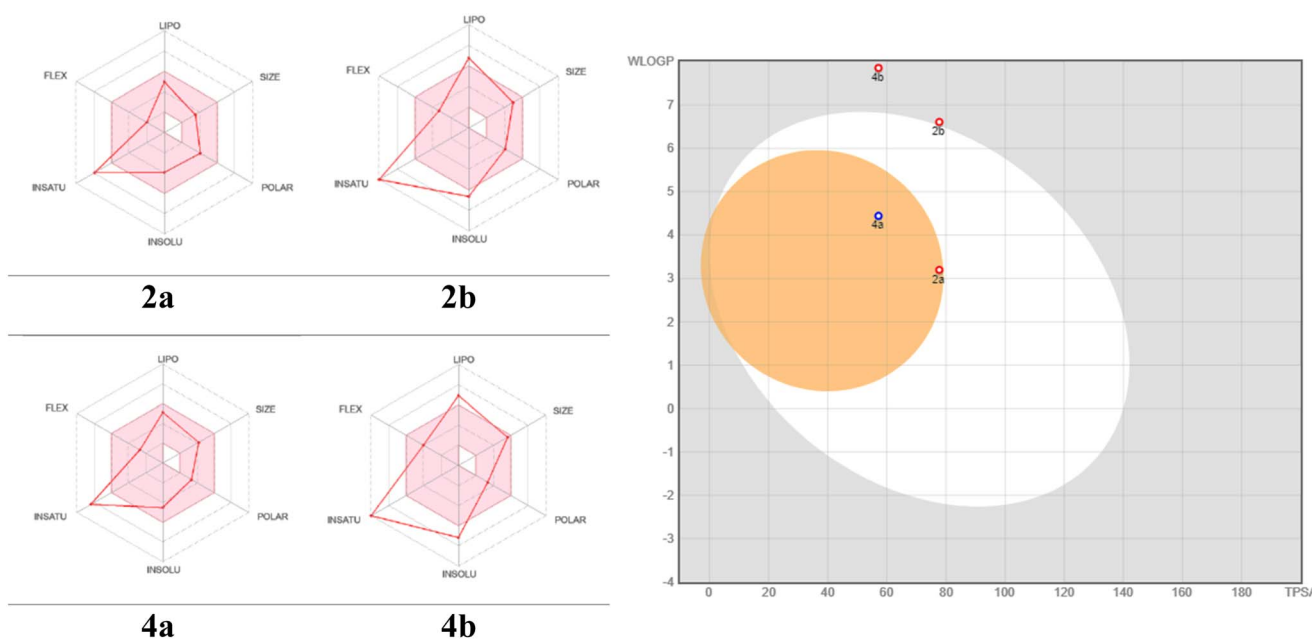 LIPO
FLEX
SIZE
INSATU
POLAR
INSOLU
2a
LIPO
FLEX
SIZE
INSATU
POLAR
INSOLU
2b
LIPO
FLEX
SIZE
INSATU
POLAR
INSOLU
4a
LIPO
FLEX
SIZE
INSATU
POLAR
INSOLU
4b
WLOGP
7
6
5
4
3
2
1
0
-1
-2
-3
-4
4b
2b
4a
2a
0 20 40 60 80 100 120 140 160 180 TPSA